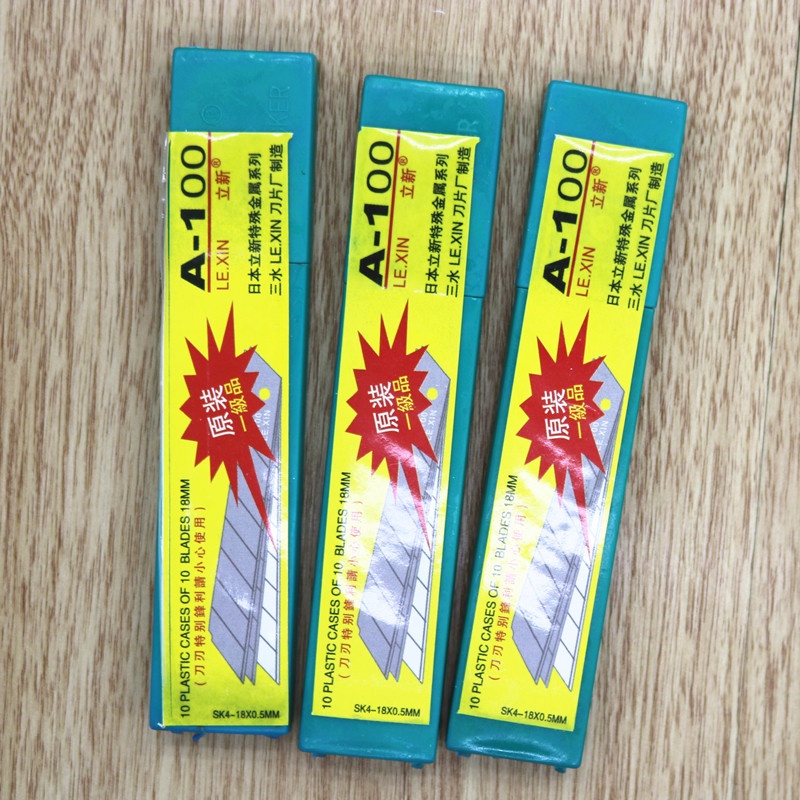 A-100
LE.XiN 立新®
日本立新特殊金属系列
三水 LE.XIN 刀片厂制造
原装
一級品
10 PLASTIC CASES OF 10 BLADES 18MM
(刀刃特别鋒利請小心使用)
SK4-18X0.5MM
A-100
LE.XIN 立新®
日本立新特殊金属系列
三水 LE.XIN 刀片厂制造
原装
一級品
10 PLASTIC CASES OF 10 BLADES 18MM
(刀刃特别鋒利請小心使用)
SK4-18X0.5MM
A-100
LE.XIN 立新®
日本立新特殊金属系列
三水 LE.XIN 刀片厂制造
原装
一級品
10 PLASTIC CASES OF 10 BLADES 18MM
(刀刃特别鋒利請小心使用)
SK4-18X0.5MM